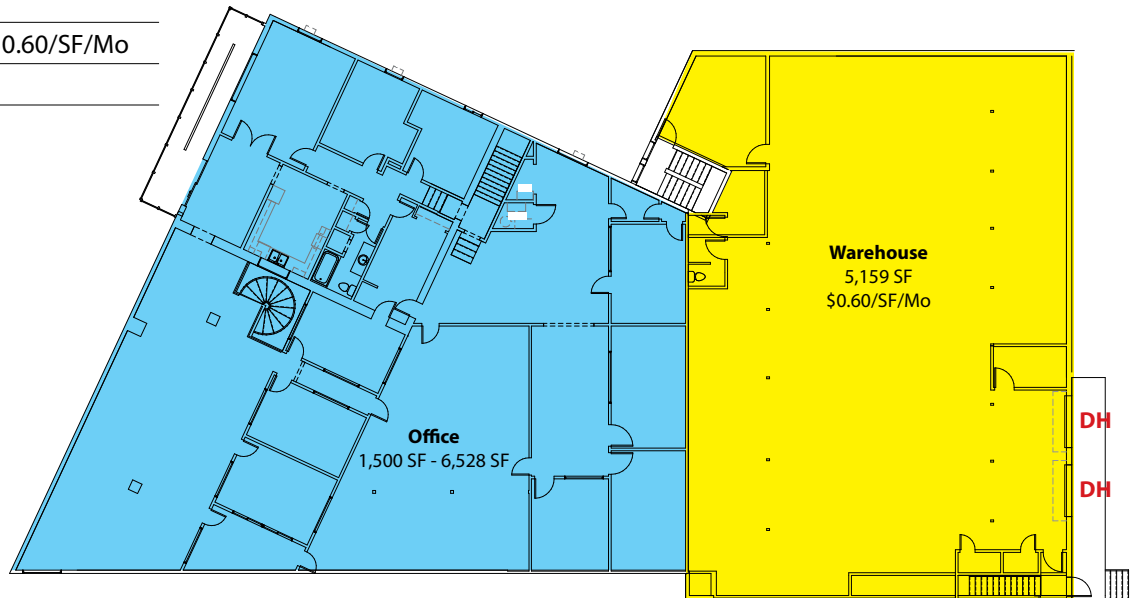 0.60/SF/Mo
Warehouse
5,159 SF
$0.60/SF/Mo
DH
Office
1,500 SF - 6,528 SF
DH